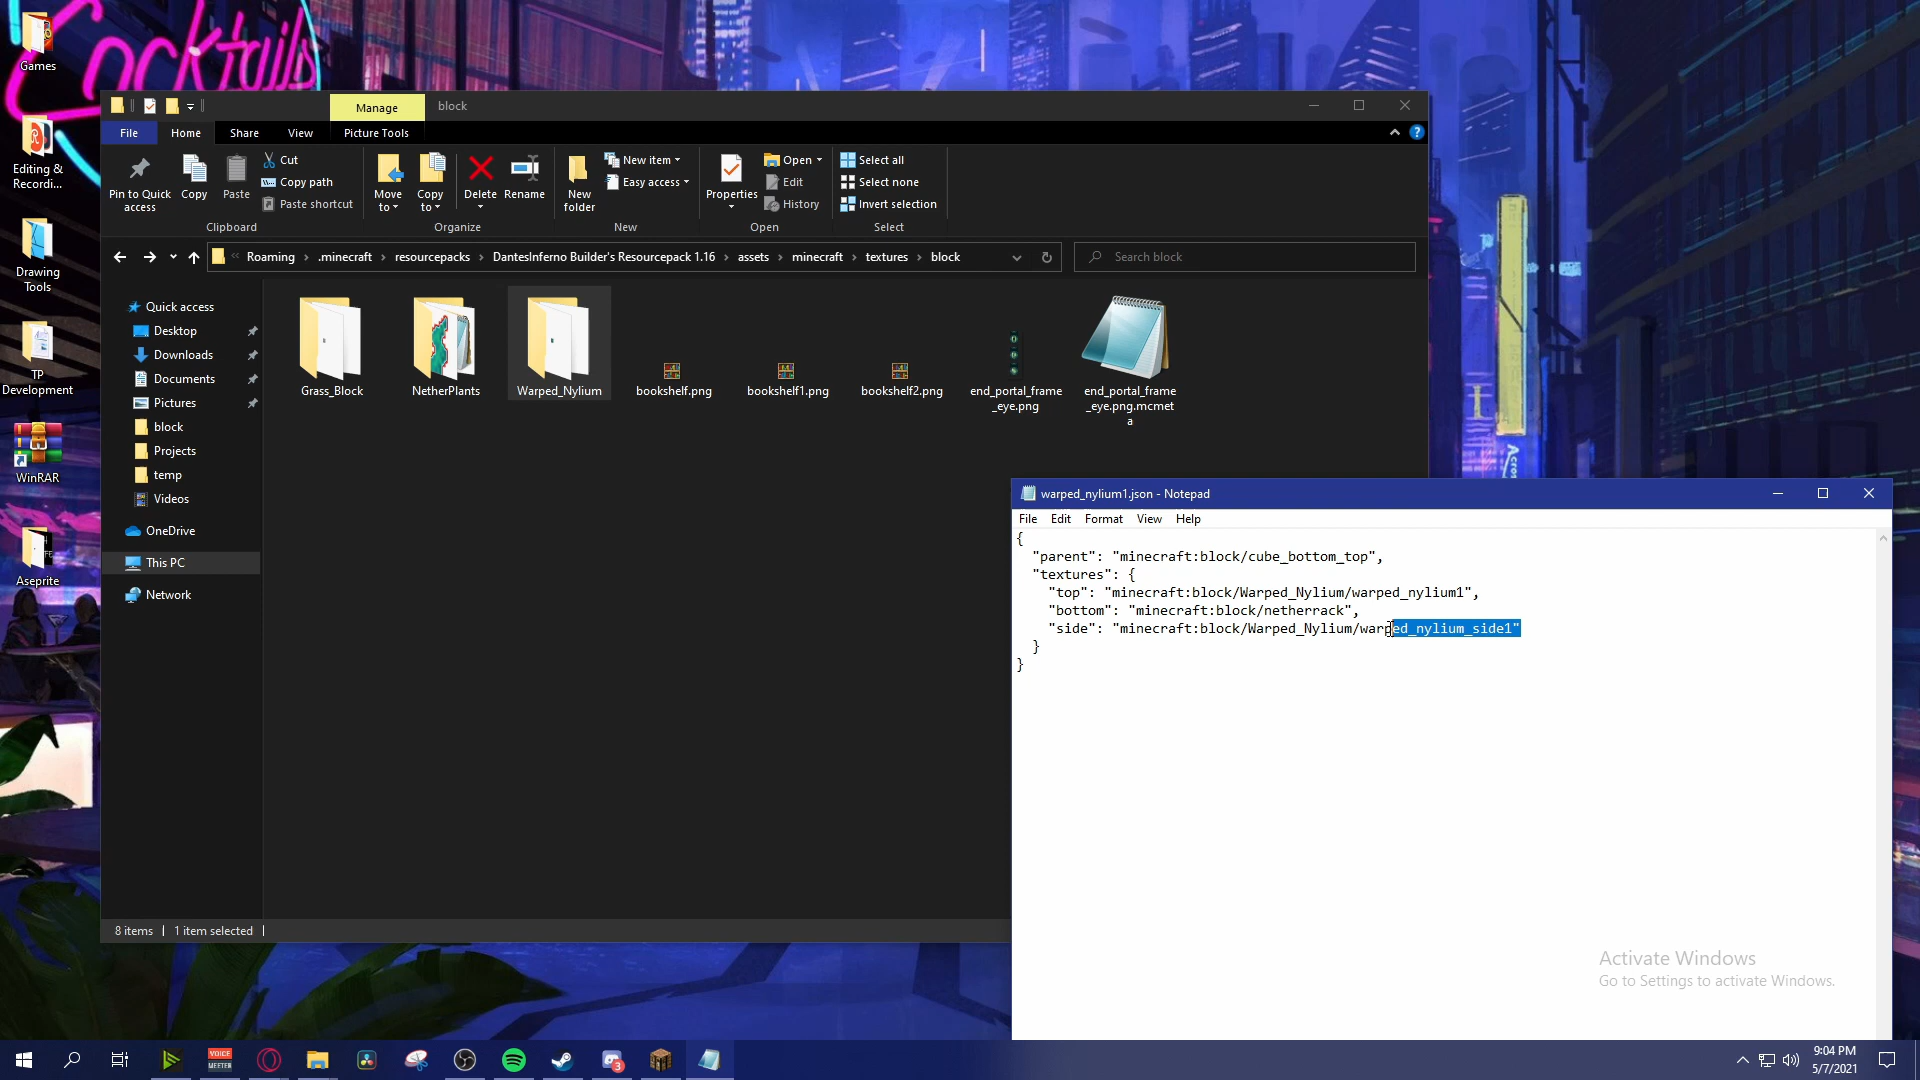 Cocktails
Games
Editing &
Recordi...
Drawing
Tools
TP
Development
WinRAR
Aseprite
Manage
block
File
Home
Share
View
Picture Tools
Pin to Quick
access
Copy
Paste
Cut
Copy path
Paste shortcut
Move
to
Copy
to
Delete
Rename
New
folder
New item
Easy access
Properties
Open
Edit
History
Select all
Select none
Invert selection
Clipboard
Organize
New
Open
Select
« Roaming › .minecraft › resourcepacks › DantesInferno Builder's Resourcepack 1.16 › assets › minecraft › textures › block
Search block
Quick access
Desktop
Downloads
Documents
Pictures
block
Projects
temp
Videos
OneDrive
This PC
Network
Grass_Block
NetherPlants
Warped_Nylium
bookshelf.png
bookshelf1.png
bookshelf2.png
end_portal_frame
_eye.png
end_portal_frame
_eye.png.mcmet
a
8 items
1 item selected
warped_nylium1.json - Notepad
File Edit Format View Help
{
"parent": "minecraft:block/cube_bottom_top",
"textures": {
"top": "minecraft:block/Warped_Nylium/warped_nylium1",
"bottom": "minecraft:block/netherrack",
"side": "minecraft:block/Warped_Nylium/warped_nylium_side1"
}
}
Activate Windows
Go to Settings to activate Windows.
VOICE
MEETER
3
9:04 PM
5/7/2021